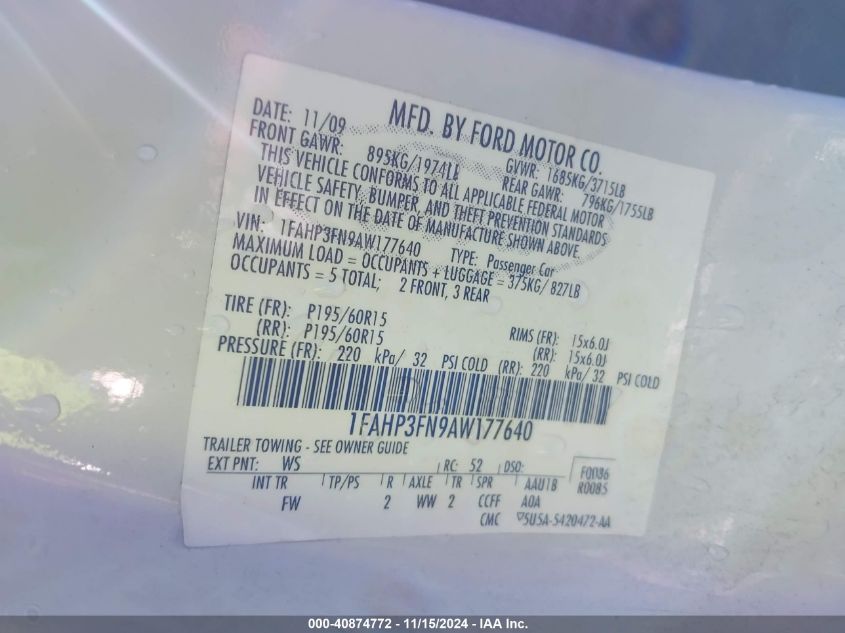 DATE: 11/09 MFD. BY FORD MOTOR CO.
FRONT GAWR: 895KG/1974LB GVWR: 1685KG/3715LB
REAR GAWR: 796KG/1755LB
THIS VEHICLE CONFORMS TO ALL APPLICABLE FEDERAL MOTOR
VEHICLE SAFETY, BUMPER, AND THEFT PREVENTION STANDARDS
IN EFFECT ON THE DATE OF MANUFACTURE SHOWN ABOVE
VIN: 1FAHP3FN9AW177640 TYPE: Passenger Car
MAXIMUM LOAD = OCCUPANTS + LUGGAGE = 375KG/ 827LB
OCCUPANTS = 5 TOTAL; 2 FRONT, 3 REAR
TIRE (FR): P195/60R15 RIMS (FR): 15x6.0J
(RR): P195/60R15 (RR): 15x6.0J
PRESSURE (FR): 220 kPa/ 32 PSI COLD (RR): 220 kPa/ 32 PSI COLD
1FAHP3FN9AW177640
TRAILER TOWING - SEE OWNER GUIDE
EXT PNT: WS RC: 52 DSO: F0086
R0085
INT TR TP/PS R AXLE TR SPR AAU1B
FW 2 WW 2 CCFF AOA
CMC 5USA-5420472-AA
000-40874772 - 11/15/2024 - IAA Inc.